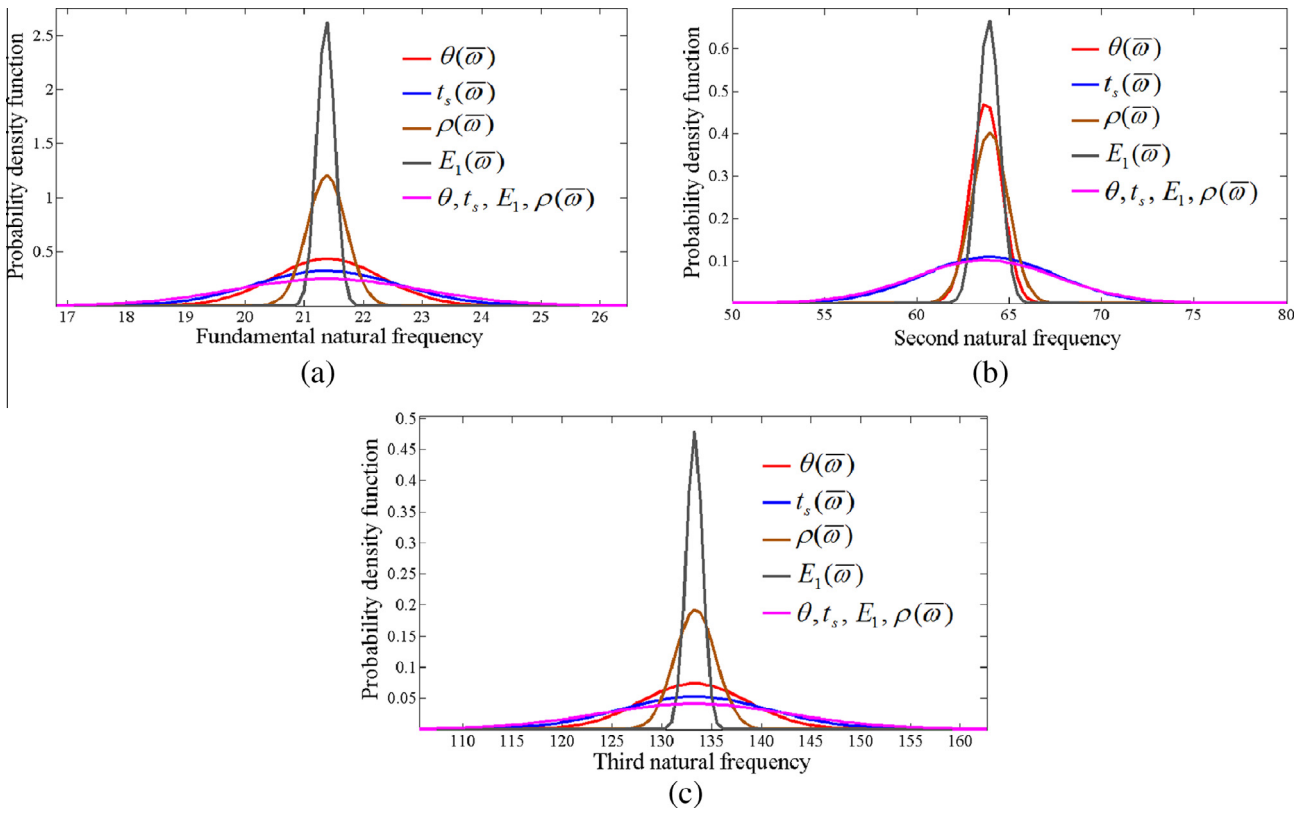 Probability density function
2.5
2
1.5
1
0.5
θ(ω̅)
t_s(ω̅)
ρ(ω̅)
E_1(ω̅)
θ, t_s, E_1, ρ(ω̅)
17 18 19 20 21 22 23 24 25 26
Fundamental natural frequency
(a)
Probability density function
0.6
0.5
0.4
0.3
0.2
0.1
θ(ω̅)
t_s(ω̅)
ρ(ω̅)
E_1(ω̅)
θ, t_s, E_1, ρ(ω̅)
50 55 60 65 70 75 80
Second natural frequency
(b)
Probability density function
0.5
0.45
0.4
0.35
0.3
0.25
0.2
0.15
0.1
0.05
θ(ω̅)
t_s(ω̅)
ρ(ω̅)
E_1(ω̅)
θ, t_s, E_1, ρ(ω̅)
110 115 120 125 130 135 140 145 150 155 160
Third natural frequency
(c)